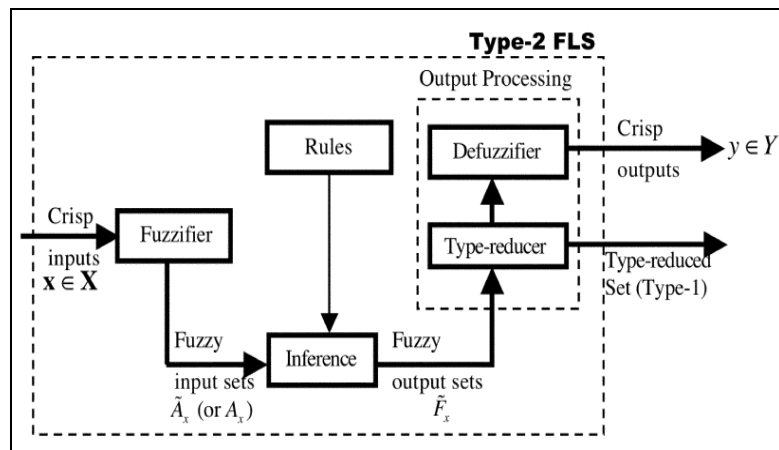 Type-2 FLS
Output Processing
Rules
Defuzzifier
Crisp
outputs
y ∈ Y
Crisp
inputs
x ∈ X
Fuzzifier
Type-reducer
Type-reduced
Set (Type-1)
Fuzzy
input sets
Ã_x (or A_x)
Inference
Fuzzy
output sets
F̃_x